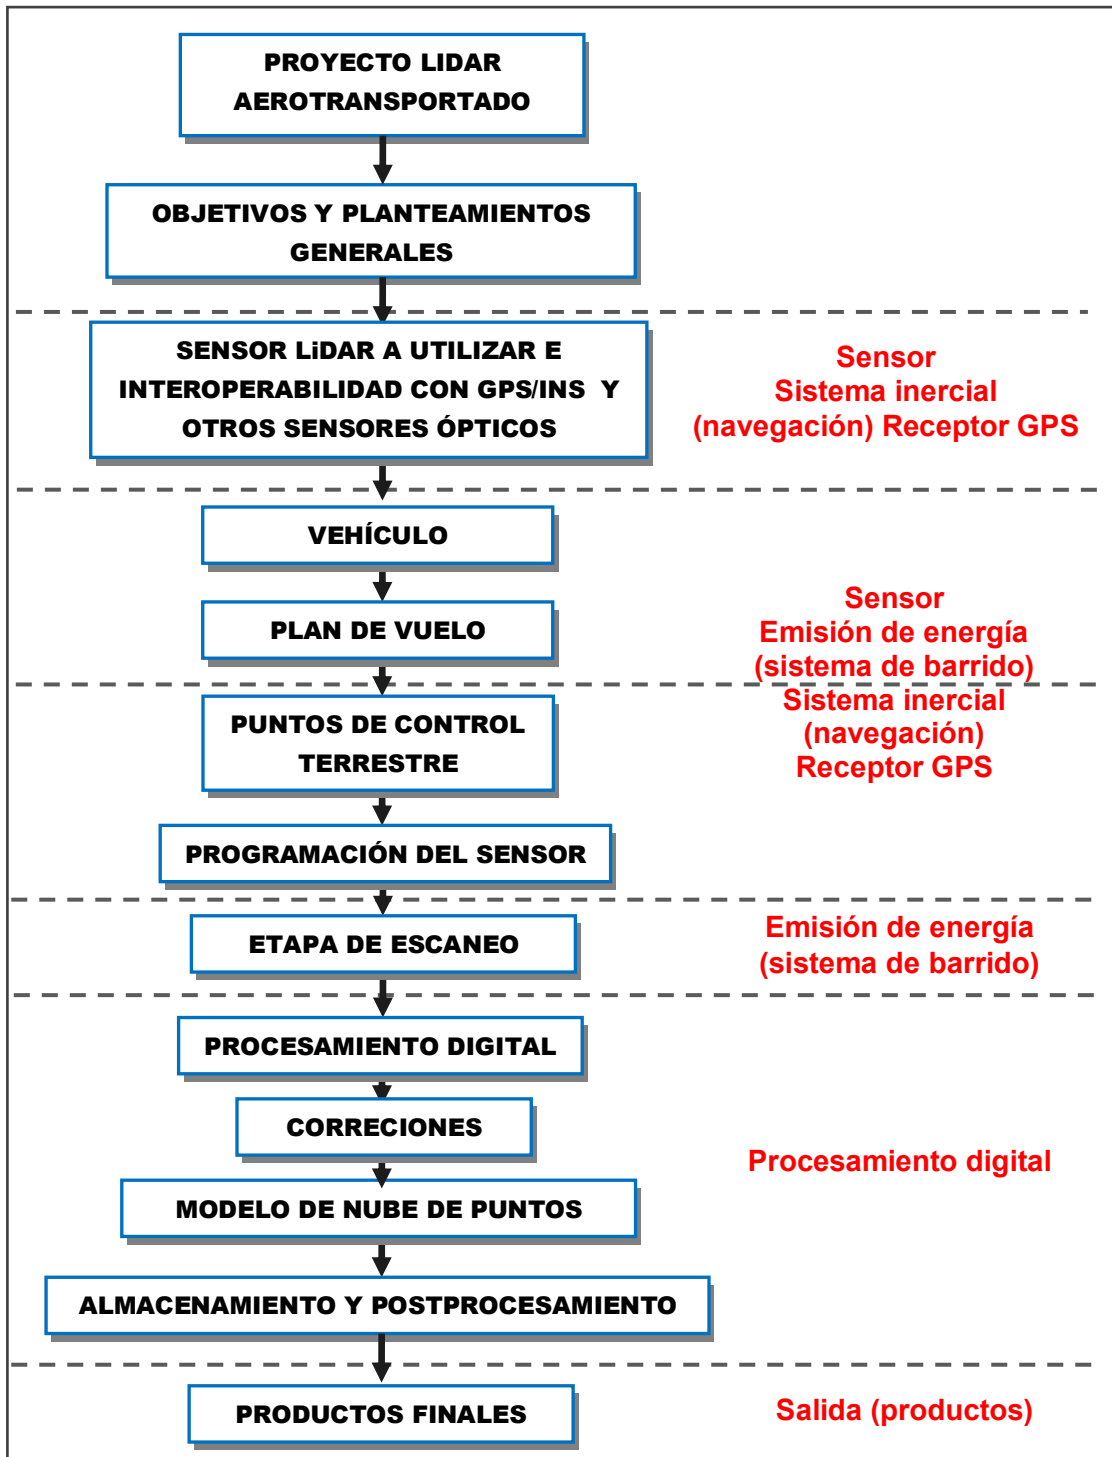 PROYECTO LIDAR
AEROTRANSPORTADO
OBJETIVOS Y PLANTEAMIENTOS
GENERALES
SENSOR LiDAR A UTILIZAR E
INTEROPERABILIDAD CON GPS/INS Y
OTROS SENSORES ÓPTICOS
Sensor
Sistema inercial
(navegación) Receptor GPS
VEHÍCULO
PLAN DE VUELO
Sensor
Emisión de energía
(sistema de barrido)
Sistema inercial
(navegación)
Receptor GPS
PUNTOS DE CONTROL
TERRESTRE
PROGRAMACIÓN DEL SENSOR
ETAPA DE ESCANEO
Emisión de energía
(sistema de barrido)
PROCESAMIENTO DIGITAL
CORRECIONES
MODELO DE NUBE DE PUNTOS
ALMACENAMIENTO Y POSTPROCESAMIENTO
Procesamiento digital
PRODUCTOS FINALES
Salida (productos)